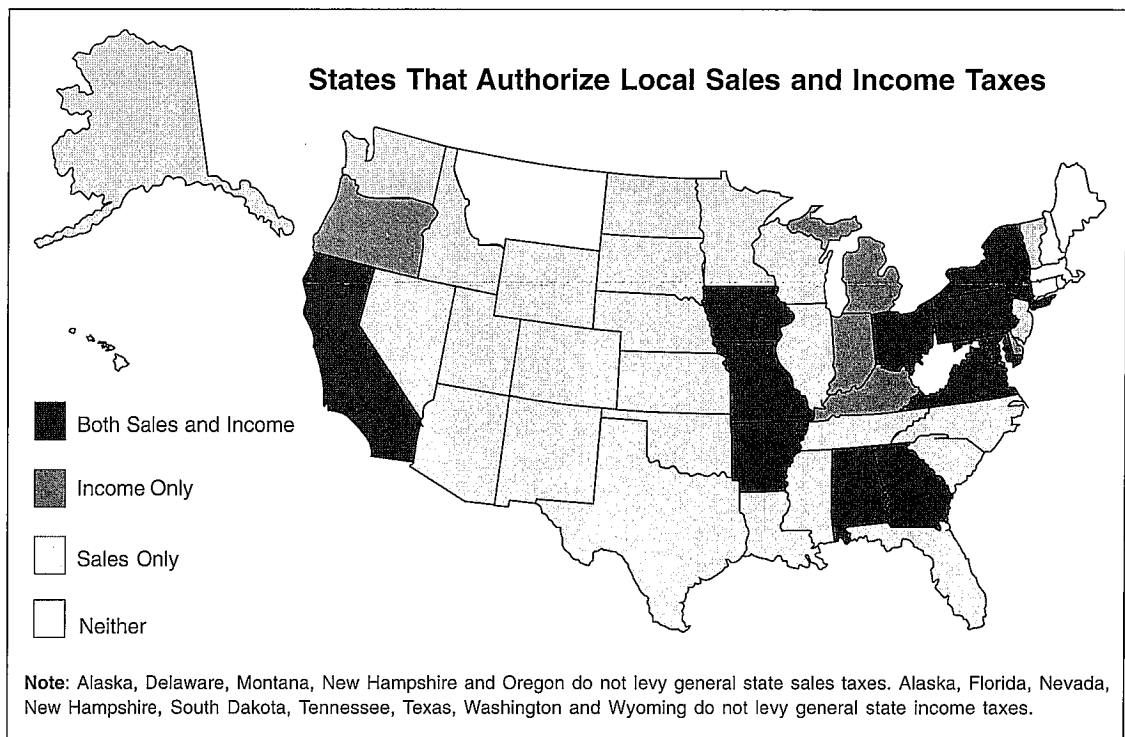 States That Authorize Local Sales and Income Taxes
Both Sales and Income
Income Only
Sales Only
Neither
Note: Alaska, Delaware, Montana, New Hampshire and Oregon do not levy general state sales taxes. Alaska, Florida, Nevada,
New Hampshire, South Dakota, Tennessee, Texas, Washington and Wyoming do not levy general state income taxes.